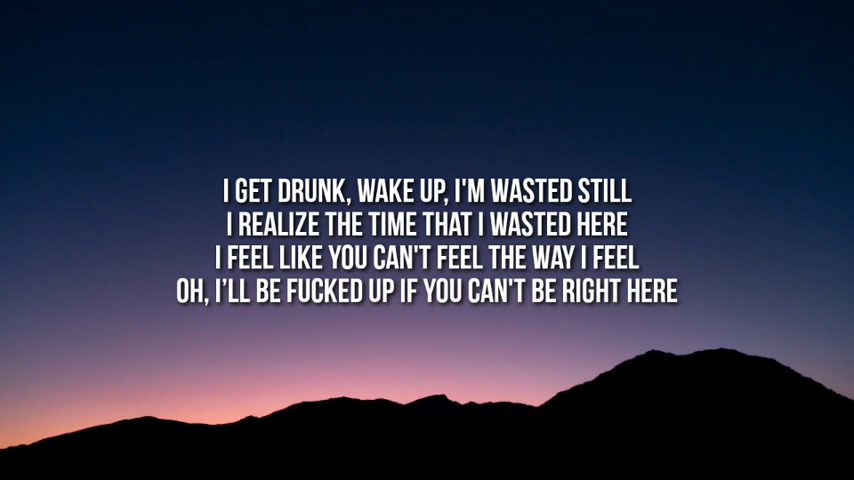 I GET DRUNK, WAKE UP, I'M WASTED STILL
I REALIZE THE TIME THAT I WASTED HERE
I FEEL LIKE YOU CAN'T FEEL THE WAY I FEEL
OH, I’LL BE FUCKED UP IF YOU CAN'T BE RIGHT HERE